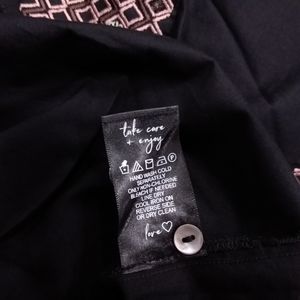 take care
+ enjoy
HAND WASH COLD
SEPARATELY
ONLY NON-CHLORINE
BLEACH IF NEEDED
LINE DRY
COOL IRON ON
REVERSE SIDE
OR DRY CLEAN
love♡